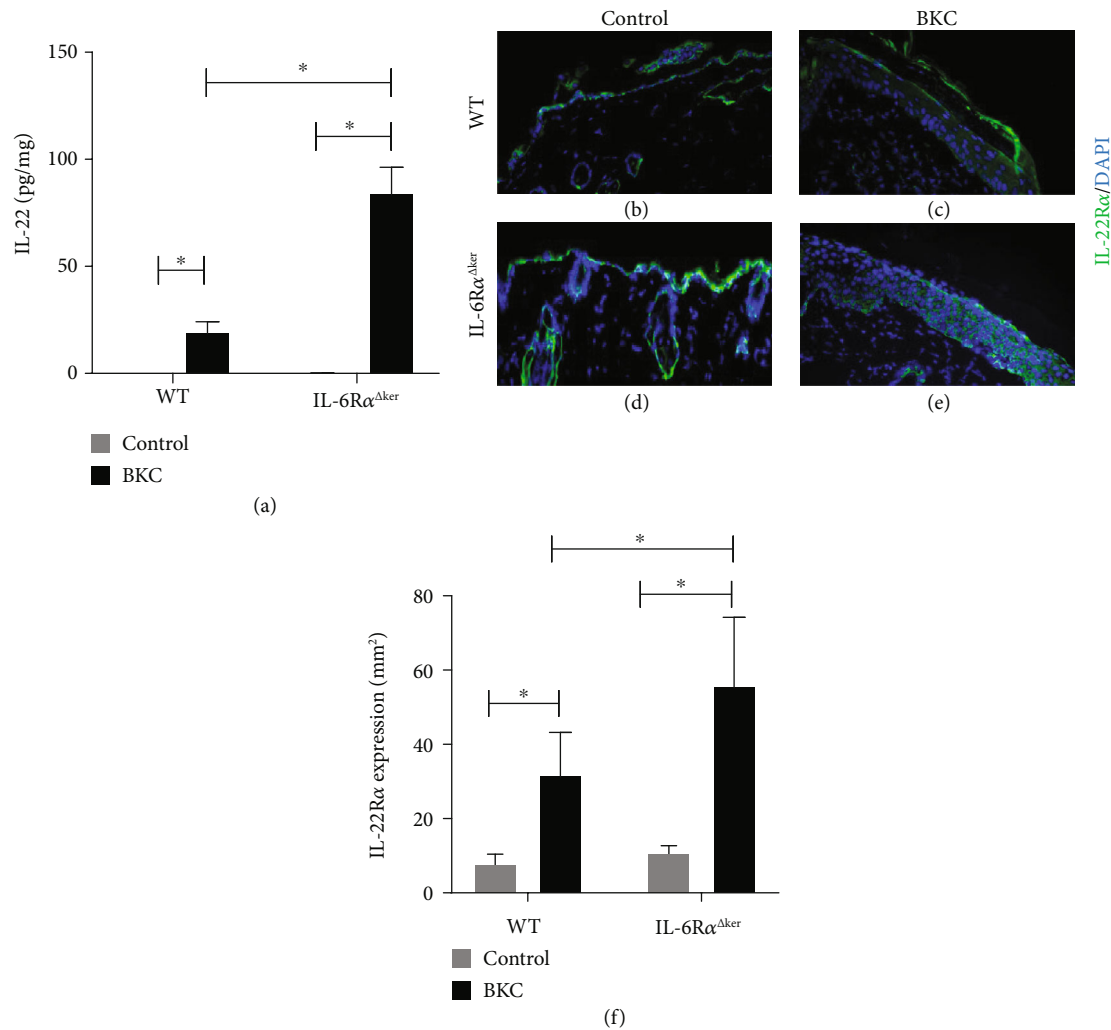 Control
BKC
150
100
50
0
IL-22 (pg/mg)
*
*
*
WT
IL-6Rα^Δker
Control
BKC
(a)
WT
(b)
(c)
IL-6Rα^Δker
(d)
(e)
IL-22Rα/DAPI
80
60
40
20
0
IL-22Rα expression (mm²)
*
*
*
WT
IL-6Rα^Δker
Control
BKC
(f)